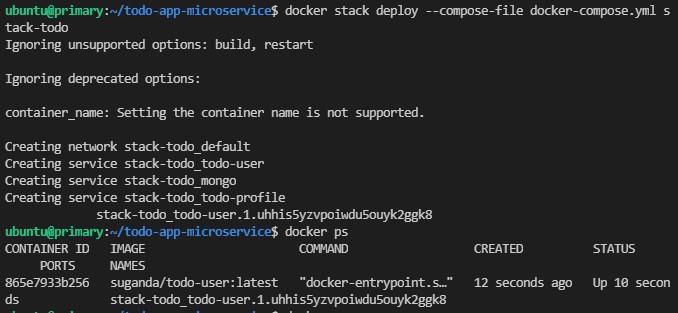 ubuntu@primary:~/todo-app-microservice$ docker stack deploy --compose-file docker-compose.yml s
tack-todo
Ignoring unsupported options: build, restart
Ignoring deprecated options:
container_name: Setting the container name is not supported.
Creating network stack-todo_default
Creating service stack-todo_todo-user
Creating service stack-todo_mongo
Creating service stack-todo_todo-profile
stack-todo_todo-user.1.uhhis5yzvpoiwdu5ouyk2ggk8
ubuntu@primary:~/todo-app-microservice$ docker ps
CONTAINER ID   IMAGE                      COMMAND                  CREATED          STATUS
PORTS     NAMES
865e7933b256   suganda/todo-user:latest   "docker-entrypoint.s…"   12 seconds ago   Up 10 secon
ds             stack-todo_todo-user.1.uhhis5yzvpoiwdu5ouyk2ggk8